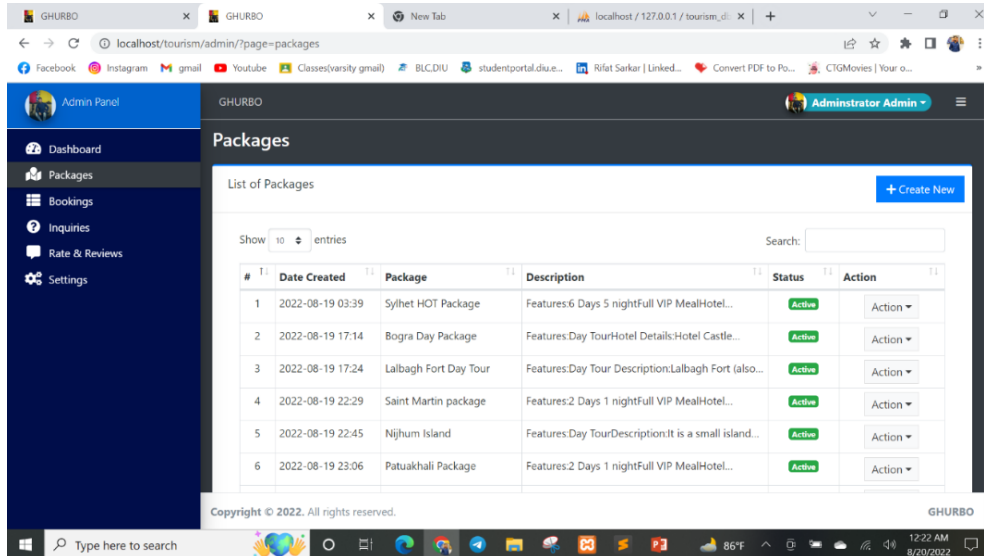 GHURBO
GHURBO
New Tab
localhost / 127.0.0.1 / tourism_d
localhost/tourism/admin/?page=packages
Facebook Instagram gmail Youtube Classes(varsity gmail) BLC,DIU studentportal.diu.e... Rifat Sarkar | Linked... Convert PDF to Po... CTGMovies | Your o... »
Admin Panel
GHURBO
Adminstrator Admin
Dashboard
Packages
Bookings
Inquiries
Rate & Reviews
Settings
Packages
List of Packages
+ Create New
Show 10 entries
Search:
# Date Created Package Description Status Action
1 2022-08-19 03:39 Sylhet HOT Package Features:6 Days 5 nightFull VIP MealHotel... Active Action
2 2022-08-19 17:14 Bogra Day Package Features:Day TourHotel Details:Hotel Castle... Active Action
3 2022-08-19 17:24 Lalbagh Fort Day Tour Features:Day Tour Description:Lalbagh Fort (also... Active Action
4 2022-08-19 22:29 Saint Martin package Features:2 Days 1 nightFull VIP MealHotel... Active Action
5 2022-08-19 22:45 Nijhum Island Features:Day TourDescription:It is a small island... Active Action
6 2022-08-19 23:06 Patuakhali Package Features:2 Days 1 nightFull VIP MealHotel... Active Action
Copyright © 2022. All rights reserved.
GHURBO
Type here to search
86°F
12:22 AM
8/20/2022